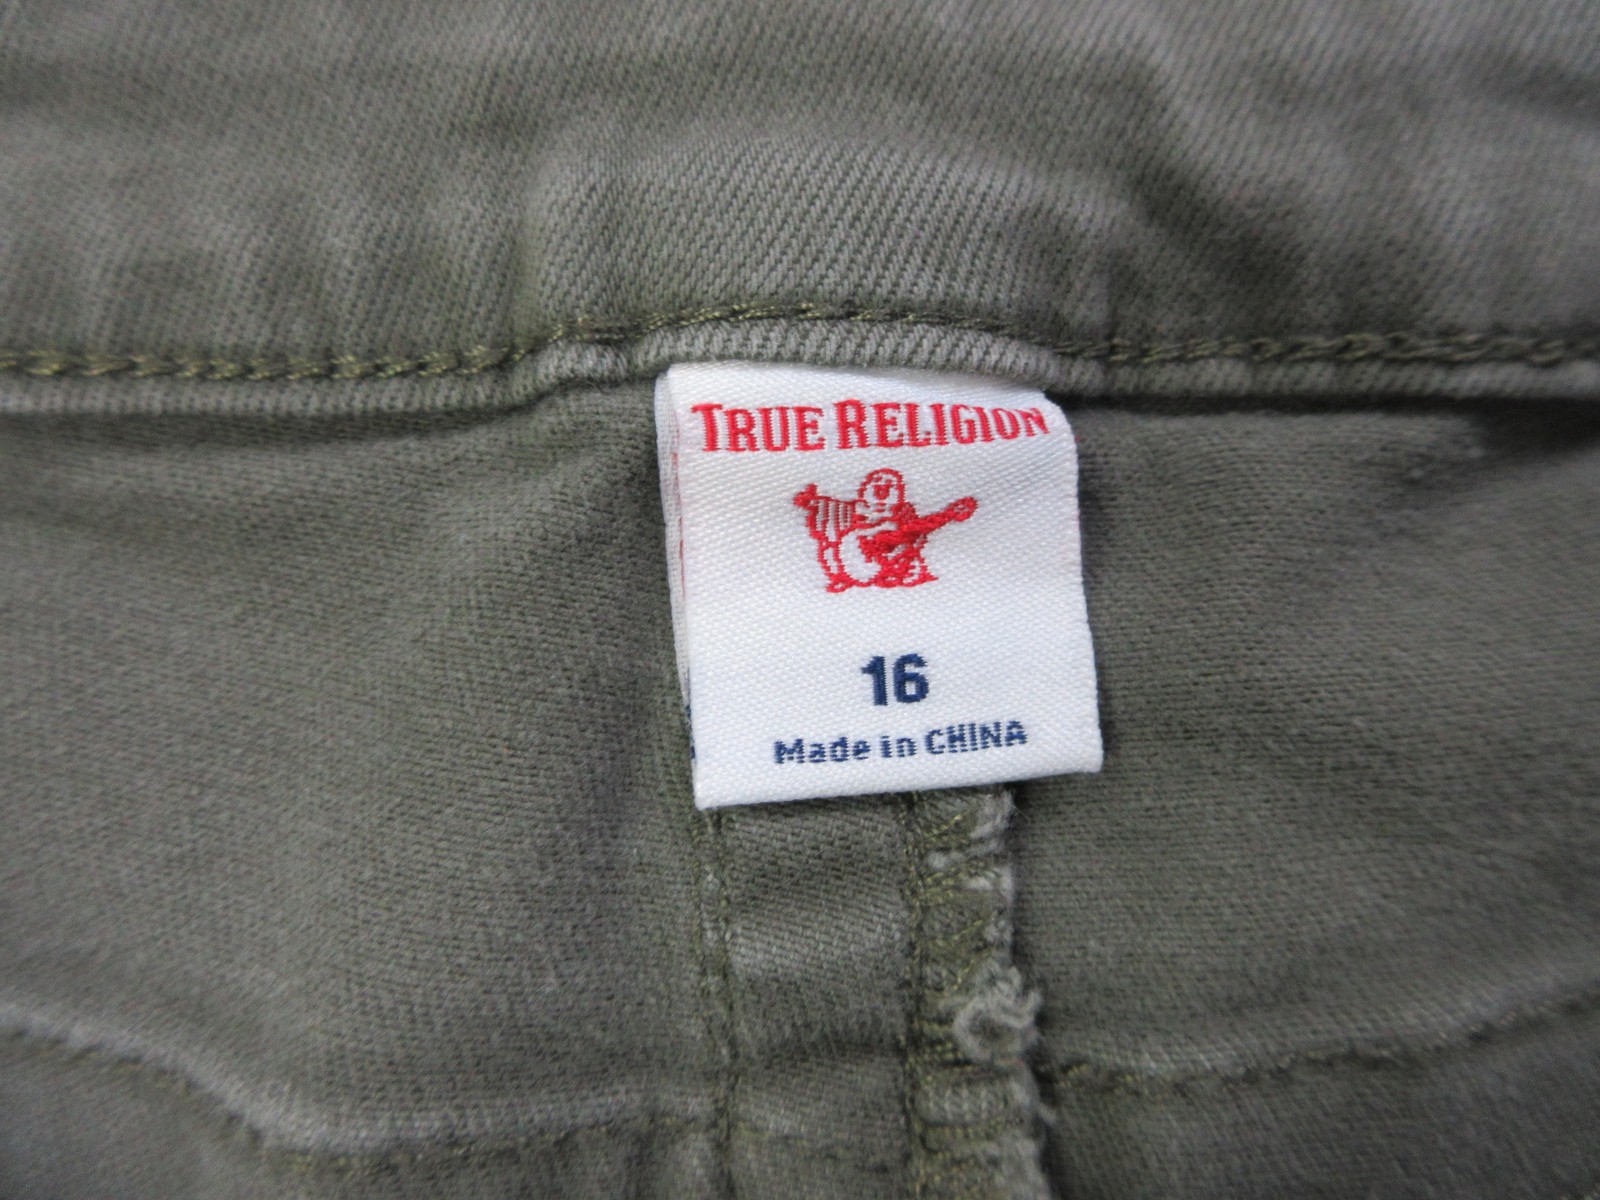 TRUE RELIGION
16
Made in CHINA